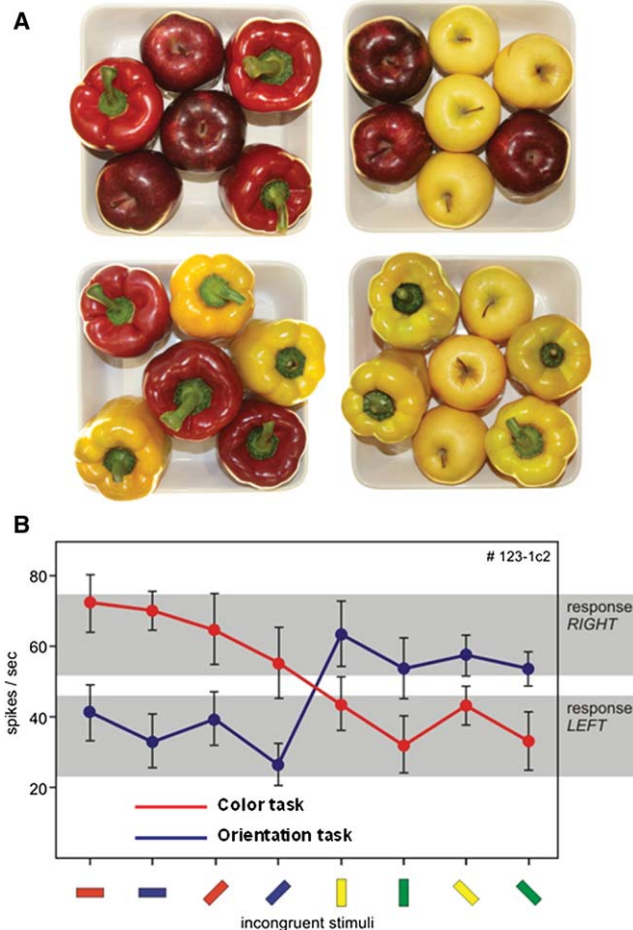 A
B
# 123-1c2
80
60
40
20
spikes / sec
response
RIGHT
response
LEFT
Color task
Orientation task
incongruent stimuli